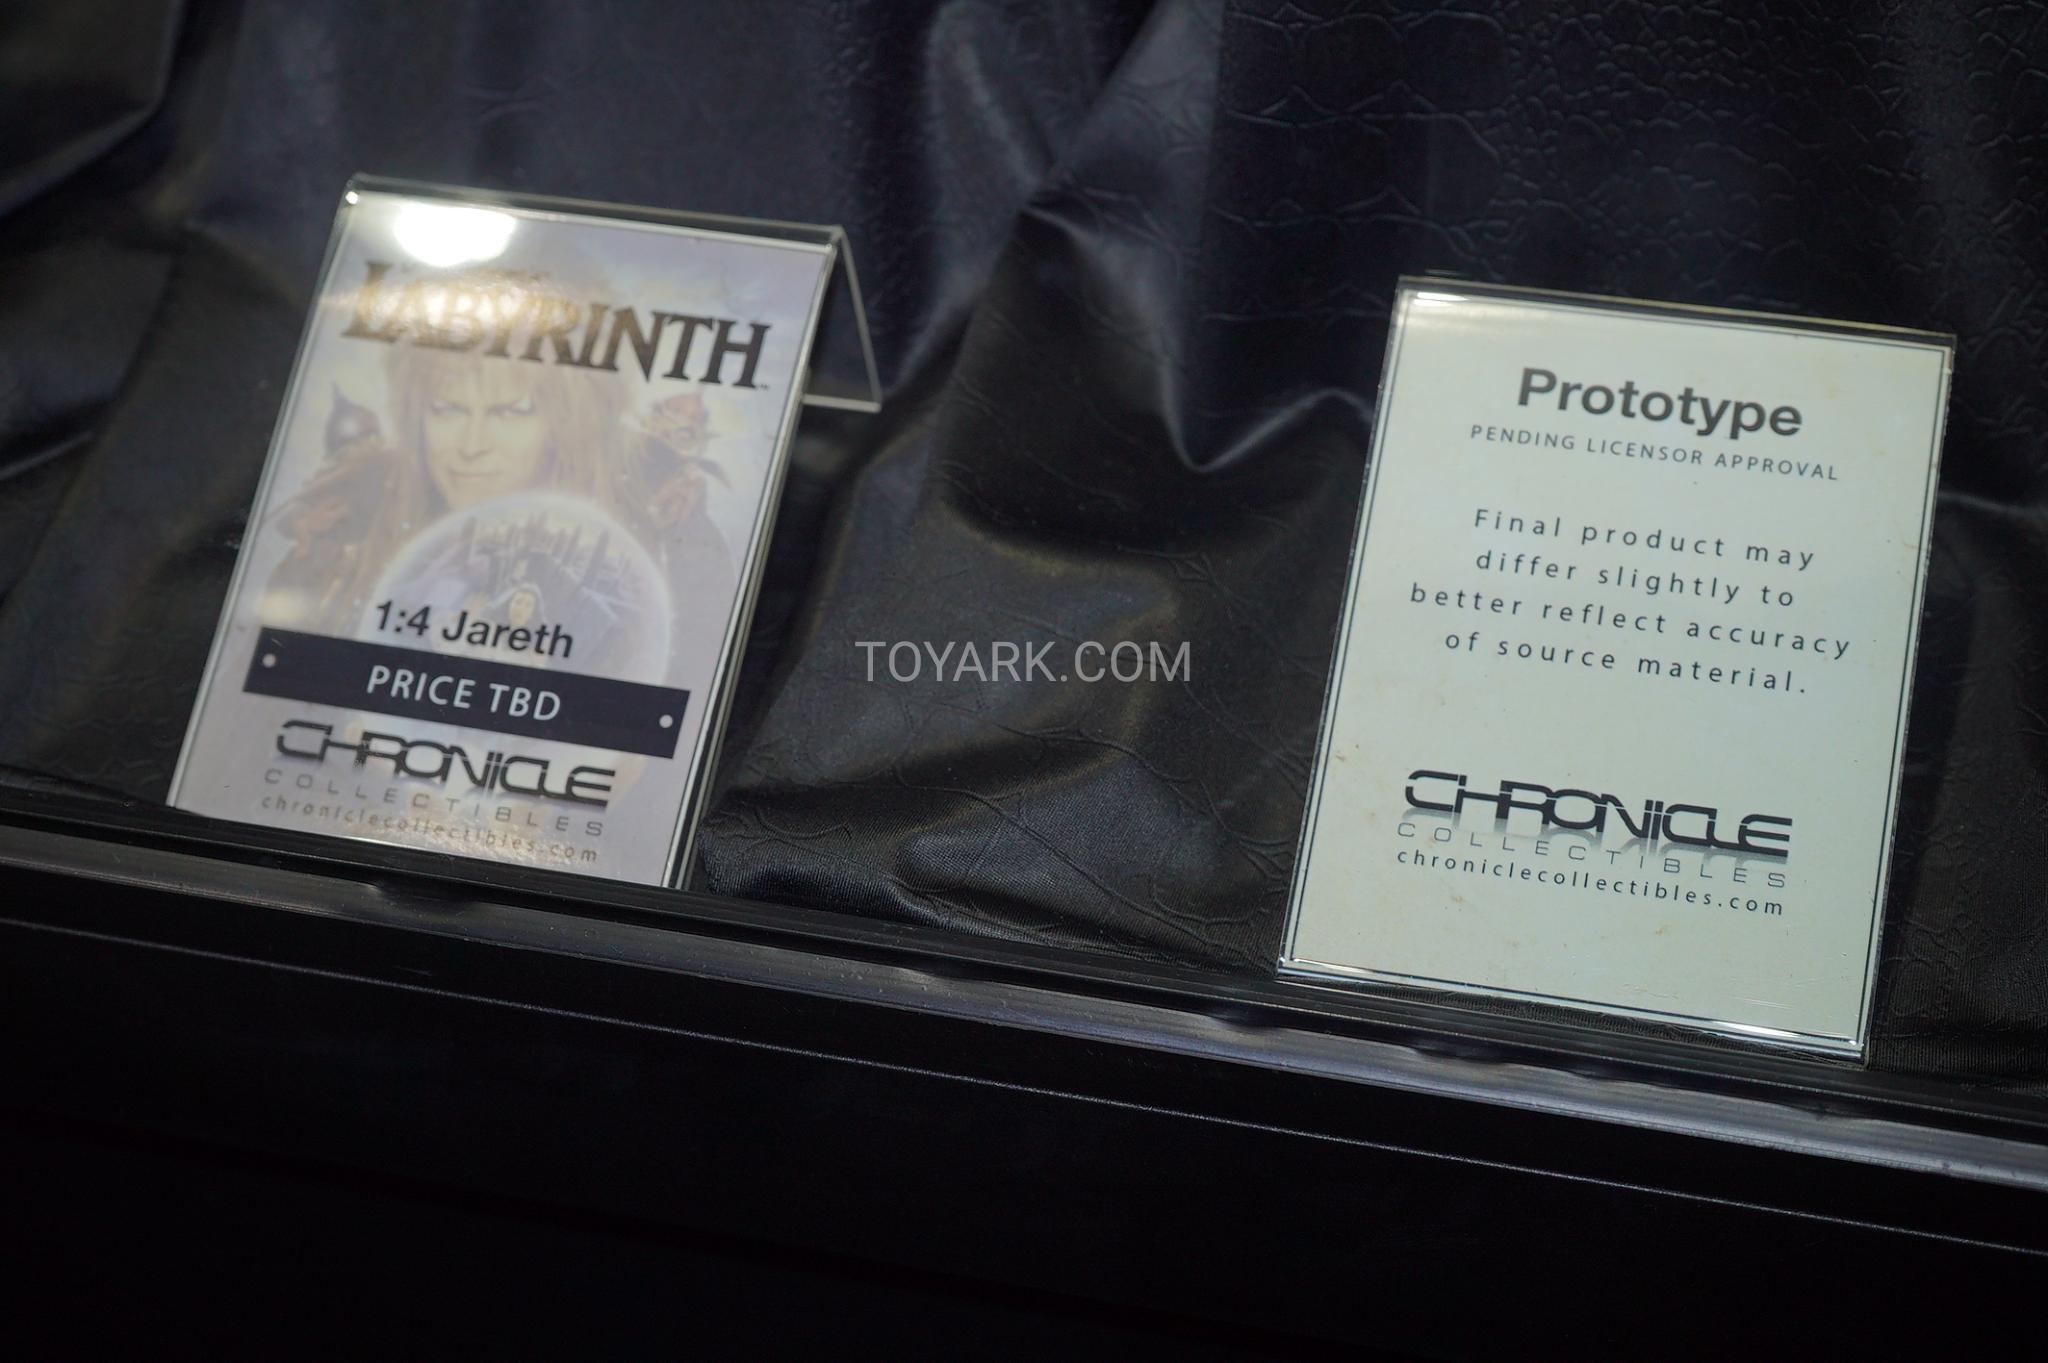 LABYRINTH™
1:4 Jareth
PRICE TBD
CHRONICLE
COLLECTIBLES
chroniclecollectibles.com
TOYARK.COM
Prototype
PENDING LICENSOR APPROVAL
Final product may
differ slightly to
better reflect accuracy
of source material.
CHRONICLE
COLLECTIBLES
chroniclecollectibles.com